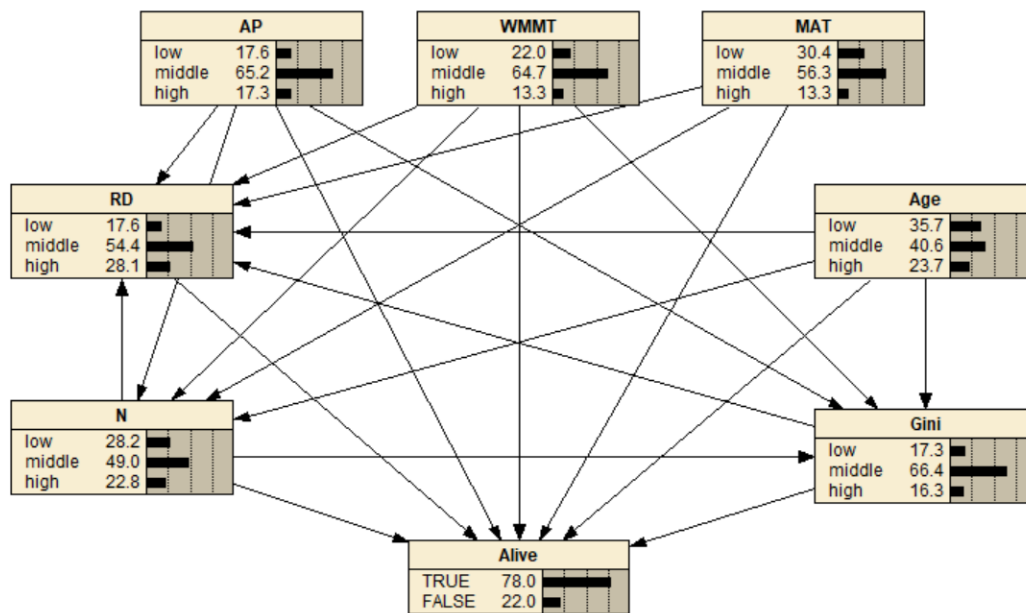 AP
low 17.6
middle 65.2
high 17.3
WMMT
low 22.0
middle 64.7
high 13.3
MAT
low 30.4
middle 56.3
high 13.3
RD
low 17.6
middle 54.4
high 28.1
Age
low 35.7
middle 40.6
high 23.7
N
low 28.2
middle 49.0
high 22.8
Gini
low 17.3
middle 66.4
high 16.3
Alive
TRUE 78.0
FALSE 22.0